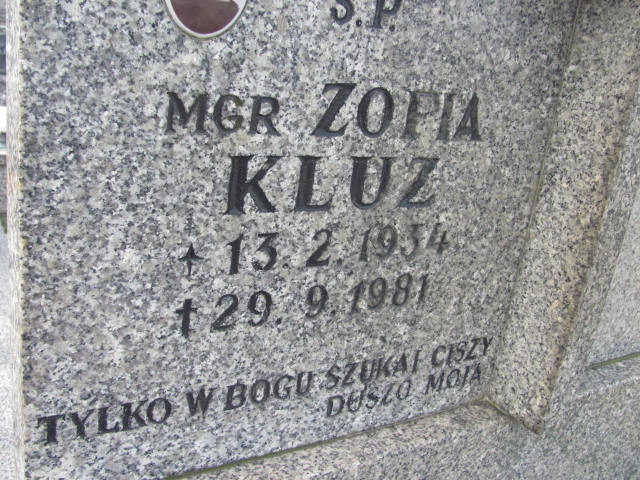 S.P.
MGR ZOFIA
KLUZ
13.2.1934
† 29.9.1981
TYLKO W BOGU SZUKAJ CISZY
DUSZO MOJA